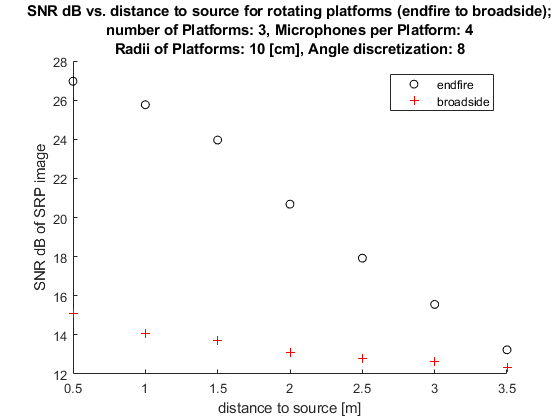 SNR dB vs. distance to source for rotating platforms (endfire to broadside);
number of Platforms: 3, Microphones per Platform: 4
Radii of Platforms: 10 [cm], Angle discretization: 8
28
26
24
22
20
18
16
14
12
SNR dB of SRP image
endfire
broadside
0.5 1 1.5 2 2.5 3 3.5
distance to source [m]